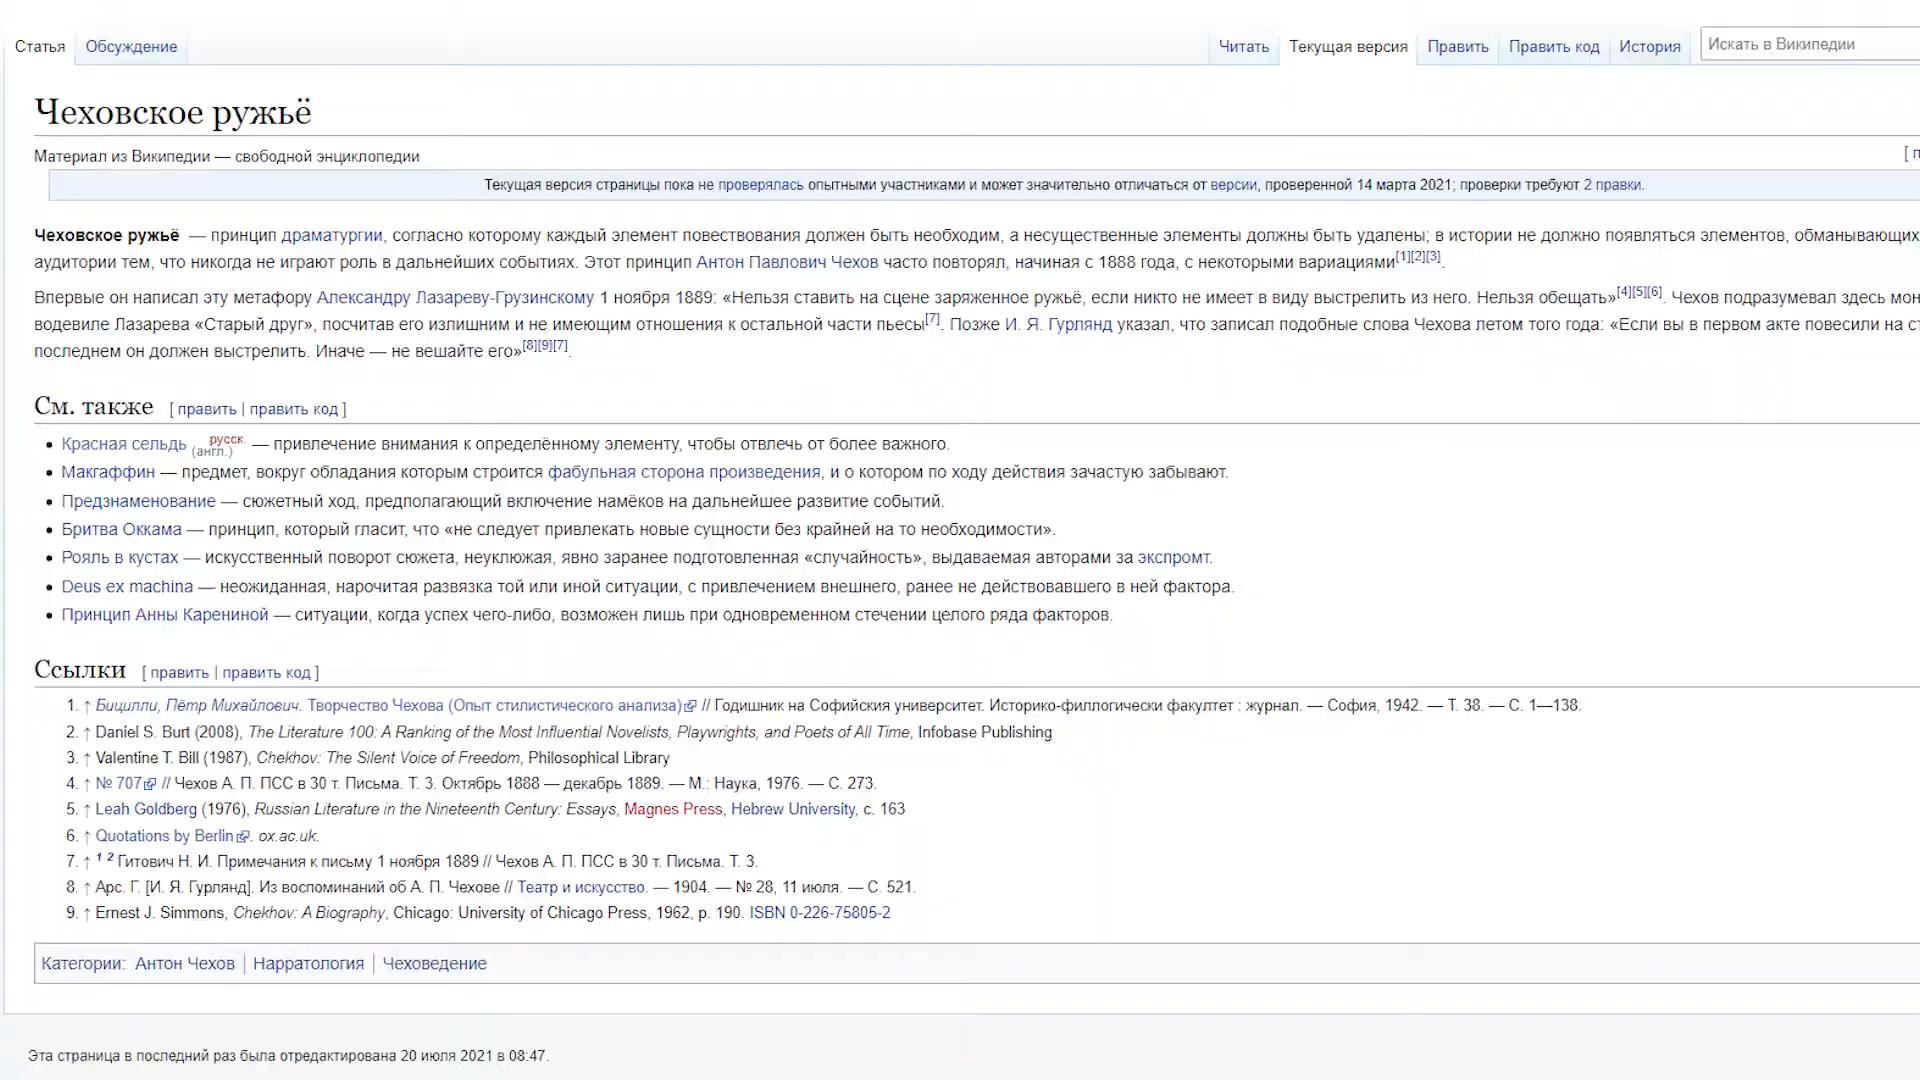 Статья Обсуждение Читать Текущая версия Править Править код История Искать в Википедии
Чеховское ружьё
Материал из Википедии — свободной энциклопедии [
Текущая версия страницы пока не проверялась опытными участниками и может значительно отличаться от версии, проверенной 14 марта 2021; проверки требуют 2 правки.
Чеховское ружьё — принцип драматургии, согласно которому каждый элемент повествования должен быть необходим, а несущественные элементы должны быть удалены; в истории не должно появляться элементов, обманывающих
аудитории тем, что никогда не играют роль в дальнейших событиях. Этот принцип Антон Павлович Чехов часто повторял, начиная с 1888 года, с некоторыми вариациями[1][2][3].
Впервые он написал эту метафору Александру Лазареву-Грузинскому 1 ноября 1889: «Нельзя ставить на сцене заряженное ружьё, если никто не имеет в виду выстрелить из него. Нельзя обещать»[4][5][6]. Чехов подразумевал здесь
водевиле Лазарева «Старый друг», посчитав его излишним и не имеющим отношения к остальной части пьесы[7]. Позже И. Я. Гурлянд указал, что записал подобные слова Чехова летом того года: «Если вы в первом акте повесили на
последнем он должен выстрелить. Иначе — не вешайте его»[8][9][7].
См. также [ править | править код ]
Красная сельдь русск. (англ.) — привлечение внимания к определённому элементу, чтобы отвлечь от более важного.
Макгаффин — предмет, вокруг обладания которым строится фабульная сторона произведения, и о котором по ходу действия зачастую забывают.
Предзнаменование — сюжетный ход, предполагающий включение намёков на дальнейшее развитие событий.
Бритва Оккама — принцип, который гласит, что «не следует привлекать новые сущности без крайней на то необходимости».
Рояль в кустах — искусственный поворот сюжета, неуклюжая, явно заранее подготовленная «случайность», выдаваемая авторами за экспромт.
Deus ex machina — неожиданная, нарочитая развязка той или иной ситуации, с привлечением внешнего, ранее не действовавшего в ней фактора.
Принцип Анны Карениной — ситуации, когда успех чего-либо, возможен лишь при одновременном стечении целого ряда факторов.
Ссылки [ править | править код ]
1. ↑ Бицилли, Пётр Михайлович. Творчество Чехова (Опыт стилистического анализа) // Годишник на Софийския университет. Историко-филлогически факултет : журнал. — София, 1942. — Т. 38. — С. 1—138.
2. ↑ Daniel S. Burt (2008), The Literature 100: A Ranking of the Most Influential Novelists, Playwrights, and Poets of All Time, Infobase Publishing
3. ↑ Valentine T. Bill (1987), Chekhov: The Silent Voice of Freedom, Philosophical Library
4. ↑ № 707 // Чехов А. П. ПСС в 30 т. Письма. Т. 3. Октябрь 1888 — декабрь 1889. — М.: Наука, 1976. — С. 273.
5. ↑ Leah Goldberg (1976), Russian Literature in the Nineteenth Century: Essays, Magnes Press, Hebrew University, с. 163
6. ↑ Quotations by Berlin. ox.ac.uk.
7. ↑ 1 2 Гитович Н. И. Примечания к письму 1 ноября 1889 // Чехов А. П. ПСС в 30 т. Письма. Т. 3.
8. ↑ Арс. Г. [И. Я. Гурлянд]. Из воспоминаний об А. П. Чехове // Театр и искусство. — 1904. — № 28, 11 июля. — С. 521.
9. ↑ Ernest J. Simmons, Chekhov: A Biography, Chicago: University of Chicago Press, 1962, p. 190. ISBN 0-226-75805-2
Категории: Антон Чехов | Нарратология | Чеховедение
Эта страница в последний раз была отредактирована 20 июля 2021 в 08:47.